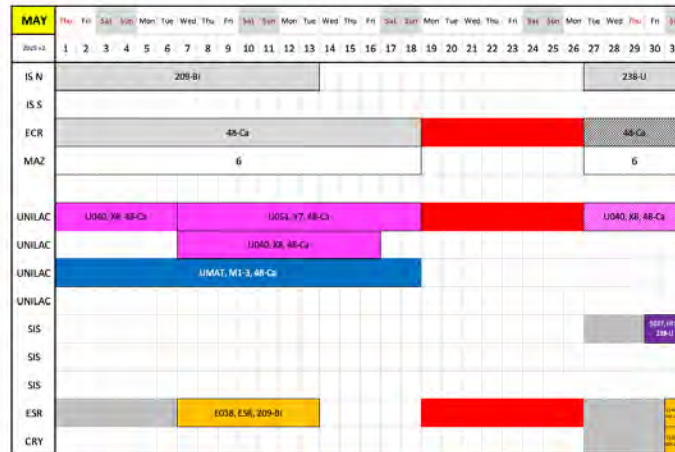 MAY Thu Fri Sat Sun Mon Tue Wed Thu Fri Sat Sun Mon Tue Wed Thu Fri Sat Sun Mon Tue Wed Thu Fri Sat Sun Mon Tue Wed Thu Fri
1 2 3 4 5 6 7 8 9 10 11 12 13 14 15 16 17 18 19 20 21 22 23 24 25 26 27 28 29 30
IS N 209-Bi 238-U
IS S
ECR 48-Ca 48-Ca
MAZ 6 6
UNILAC U040, X8, 48-Ca U051, Y7, 48-Ca U040, X8, 48-Ca
UNILAC U040, X8, 48-Ca
UNILAC UMAT, M1-3, 48-Ca
UNILAC
SIS 238-U
SIS
SIS
ESR E038, ESR, 209-Bi
CRY